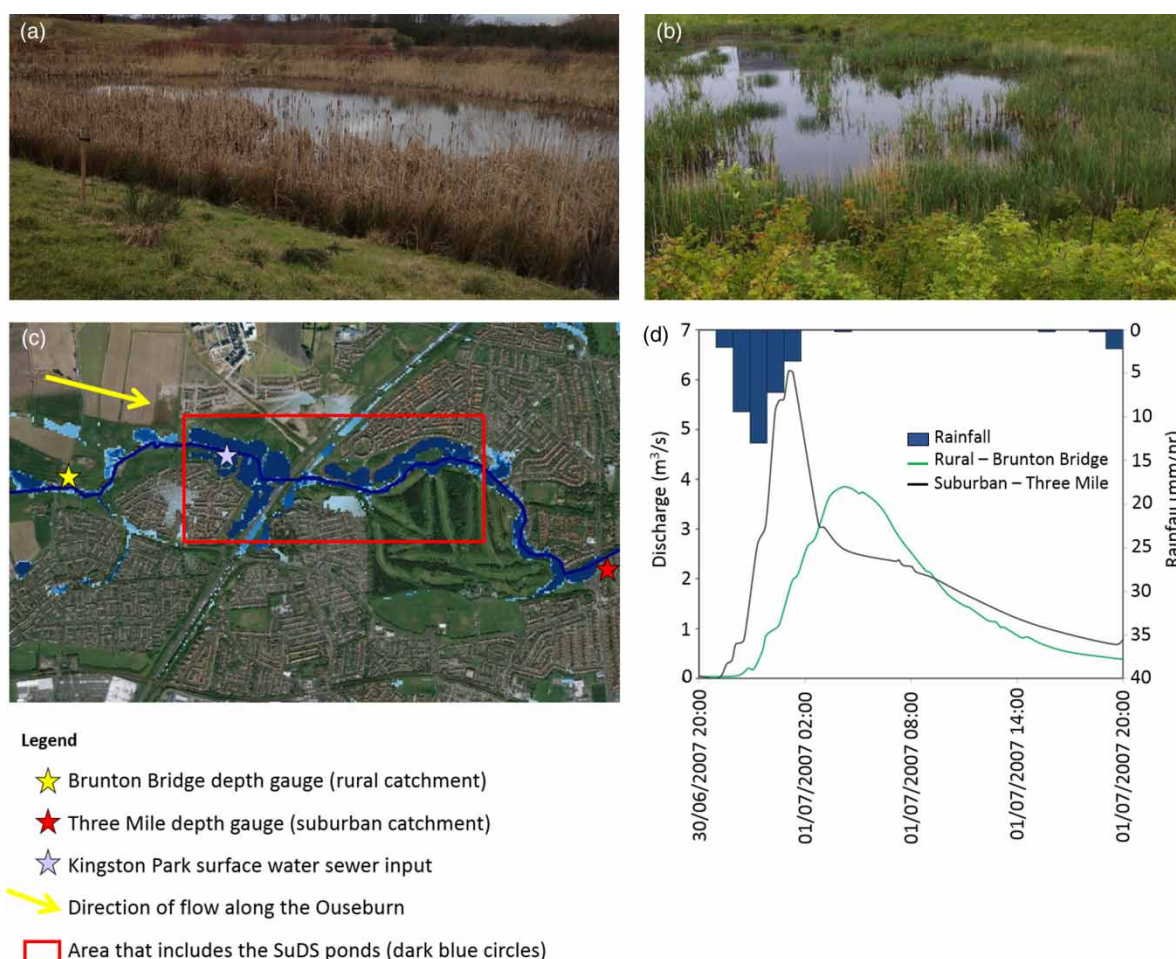 (a)
(b)
(c)
(d)
7
6
5
4
3
2
1
0
Discharge (m³/s)
0
5
10
15
20
25
30
35
40
Rainfall (mm/hr)
Rainfall
Rural – Brunton Bridge
Suburban – Three Mile
30/06/2007 20:00
01/07/2007 02:00
01/07/2007 08:00
01/07/2007 14:00
01/07/2007 20:00
Legend
Brunton Bridge depth gauge (rural catchment)
Three Mile depth gauge (suburban catchment)
Kingston Park surface water sewer input
Direction of flow along the Ouseburn
Area that includes the SuDS ponds (dark blue circles)